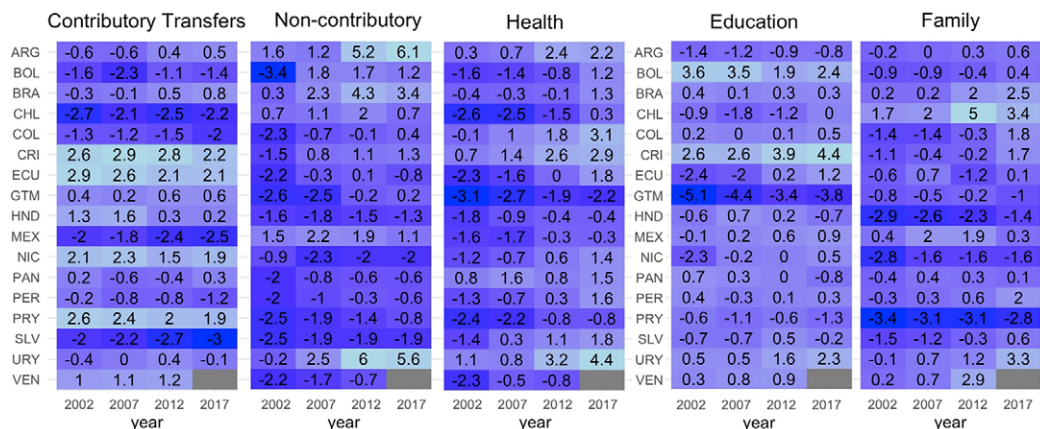 Contributory Transfers Non-contributory Health Education Family
ARG -0.6 -0.6 0.4 0.5 1.6 1.2 5.2 6.1 0.3 0.7 2.4 2.2 ARG -1.4 -1.2 -0.9 -0.8 -0.2 0 0.3 0.6
BOL -1.6 -2.3 -1.1 -1.4 -3.4 1.8 1.7 1.2 -1.6 -1.4 -0.8 1.2 BOL 3.6 3.5 1.9 2.4 -0.9 -0.9 -0.4 0.4
BRA -0.3 -0.1 0.5 0.8 0.3 2.3 4.3 3.4 -0.4 -0.3 -0.1 1.3 BRA 0.4 0.1 0.3 0.3 0.2 0.2 2 2.5
CHL -2.7 -2.1 -2.5 -2.2 0.7 1.1 2 0.7 -2.6 -2.5 -1.5 0.3 CHL -0.9 -1.8 -1.2 0 1.7 2 5 3.4
COL -1.3 -1.2 -1.5 -2 -2.3 -0.7 -0.1 0.4 -0.1 1 1.8 3.1 COL 0.2 0 0.1 0.5 -1.4 -1.4 -0.3 1.8
CRI 2.6 2.9 2.8 2.2 -1.5 0.8 1.1 1.3 0.7 1.4 2.6 2.9 CRI 2.6 2.6 3.9 4.4 -1.1 -0.4 -0.2 1.7
ECU 2.9 2.6 2.1 2.1 -2.2 -0.3 0.1 -0.8 -2.3 -1.6 0 1.8 ECU -2.4 -2 0.2 1.2 -0.6 0.7 -1.2 0.1
GTM 0.4 0.2 0.6 0.6 -2.6 -2.5 -0.2 0.2 -3.1 -2.7 -1.9 -2.2 GTM -5.1 -4.4 -3.4 -3.8 -0.8 -0.5 -0.2 -1
HND 1.3 1.6 0.3 0.2 -1.6 -1.8 -1.5 -1.3 -1.8 -0.9 -0.4 -0.4 HND -0.6 0.7 0.2 -0.7 -2.9 -2.6 -2.3 -1.4
MEX -2 -1.8 -2.4 -2.5 1.5 2.2 1.9 1.1 -1.6 -1.7 -0.3 -0.3 MEX -0.1 0.2 0.6 0.9 0.4 2 1.9 0.3
NIC 2.1 2.3 1.5 1.9 -0.9 -2.3 -2 -2 -1.2 -0.7 0.6 1.4 NIC -2.3 -0.2 0 0.5 -2.8 -1.6 -1.6 -1.6
PAN 0.2 -0.6 -0.4 0.3 -2 -0.8 -0.6 -0.6 0.8 1.6 0.8 1.5 PAN 0.7 0.3 0 -0.8 -0.4 0.4 0.3 0.1
PER -0.2 -0.8 -0.8 -1.2 -2 -1 -0.3 -0.6 -1.3 -0.7 0.3 1.6 PER 0.4 -0.3 0.1 0.3 -0.3 0.3 0.6 2
PRY 2.6 2.4 2 1.9 -2.5 -1.9 -1.4 -0.8 -2.4 -2.2 -0.8 -0.8 PRY -0.6 -1.1 -0.6 -1.3 -3.4 -3.1 -3.1 -2.8
SLV -2 -2.2 -2.7 -3 -2.5 -1.9 -1.9 -1.9 -1.4 0.3 1.1 1.8 SLV -0.7 -0.7 0.5 -0.2 -1.5 -1.2 -0.3 0.6
URY -0.4 0 0.4 -0.1 -0.2 2.5 6 5.6 1.1 0.8 3.2 4.4 URY 0.5 0.5 1.6 2.3 -0.1 0.7 1.2 3.3
VEN 1 1.1 1.2 -2.2 -1.7 -0.7 -2.3 -0.5 -0.8 VEN 0.3 0.8 0.9 0.2 0.7 2.9
2002 2007 2012 2017 2002 2007 2012 2017 2002 2007 2012 2017 2002 2007 2012 2017 2002 2007 2012 2017
year year year year year